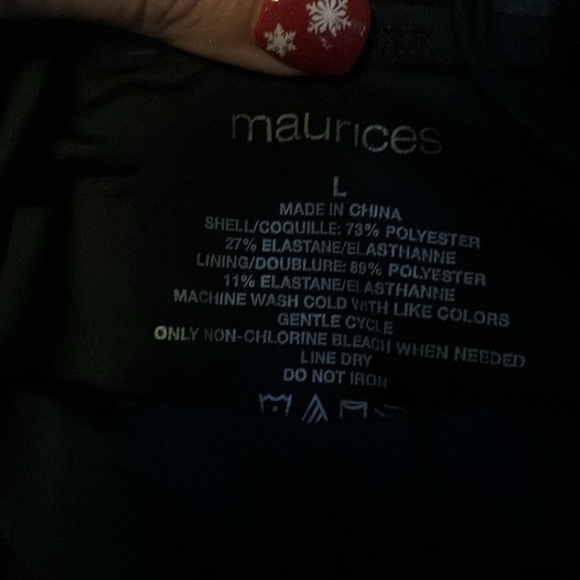 maurices
L
MADE IN CHINA
SHELL/COQUILLE: 73% POLYESTER
27% ELASTANE/ELASTHANNE
LINING/DOUBLURE: 89% POLYESTER
11% ELASTANE/ELASTHANNE
MACHINE WASH COLD WITH LIKE COLORS
GENTLE CYCLE
ONLY NON-CHLORINE BLEACH WHEN NEEDED
LINE DRY
DO NOT IRON